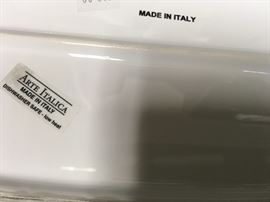 MADE IN ITALY
ARTE ITALICA
MADE IN ITALY
DISHWASHER SAFE - low heat